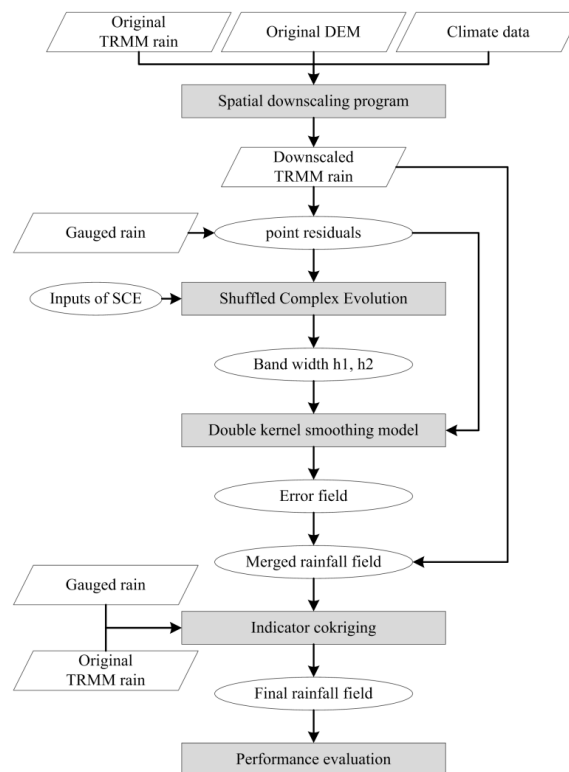 Original
TRMM rain
Original DEM
Climate data
Spatial downscaling program
Downscaled
TRMM rain
Gauged rain
point residuals
Inputs of SCE
Shuffled Complex Evolution
Band width h1, h2
Double kernel smoothing model
Error field
Merged rainfall field
Gauged rain
Indicator cokriging
Original
TRMM rain
Final rainfall field
Performance evaluation